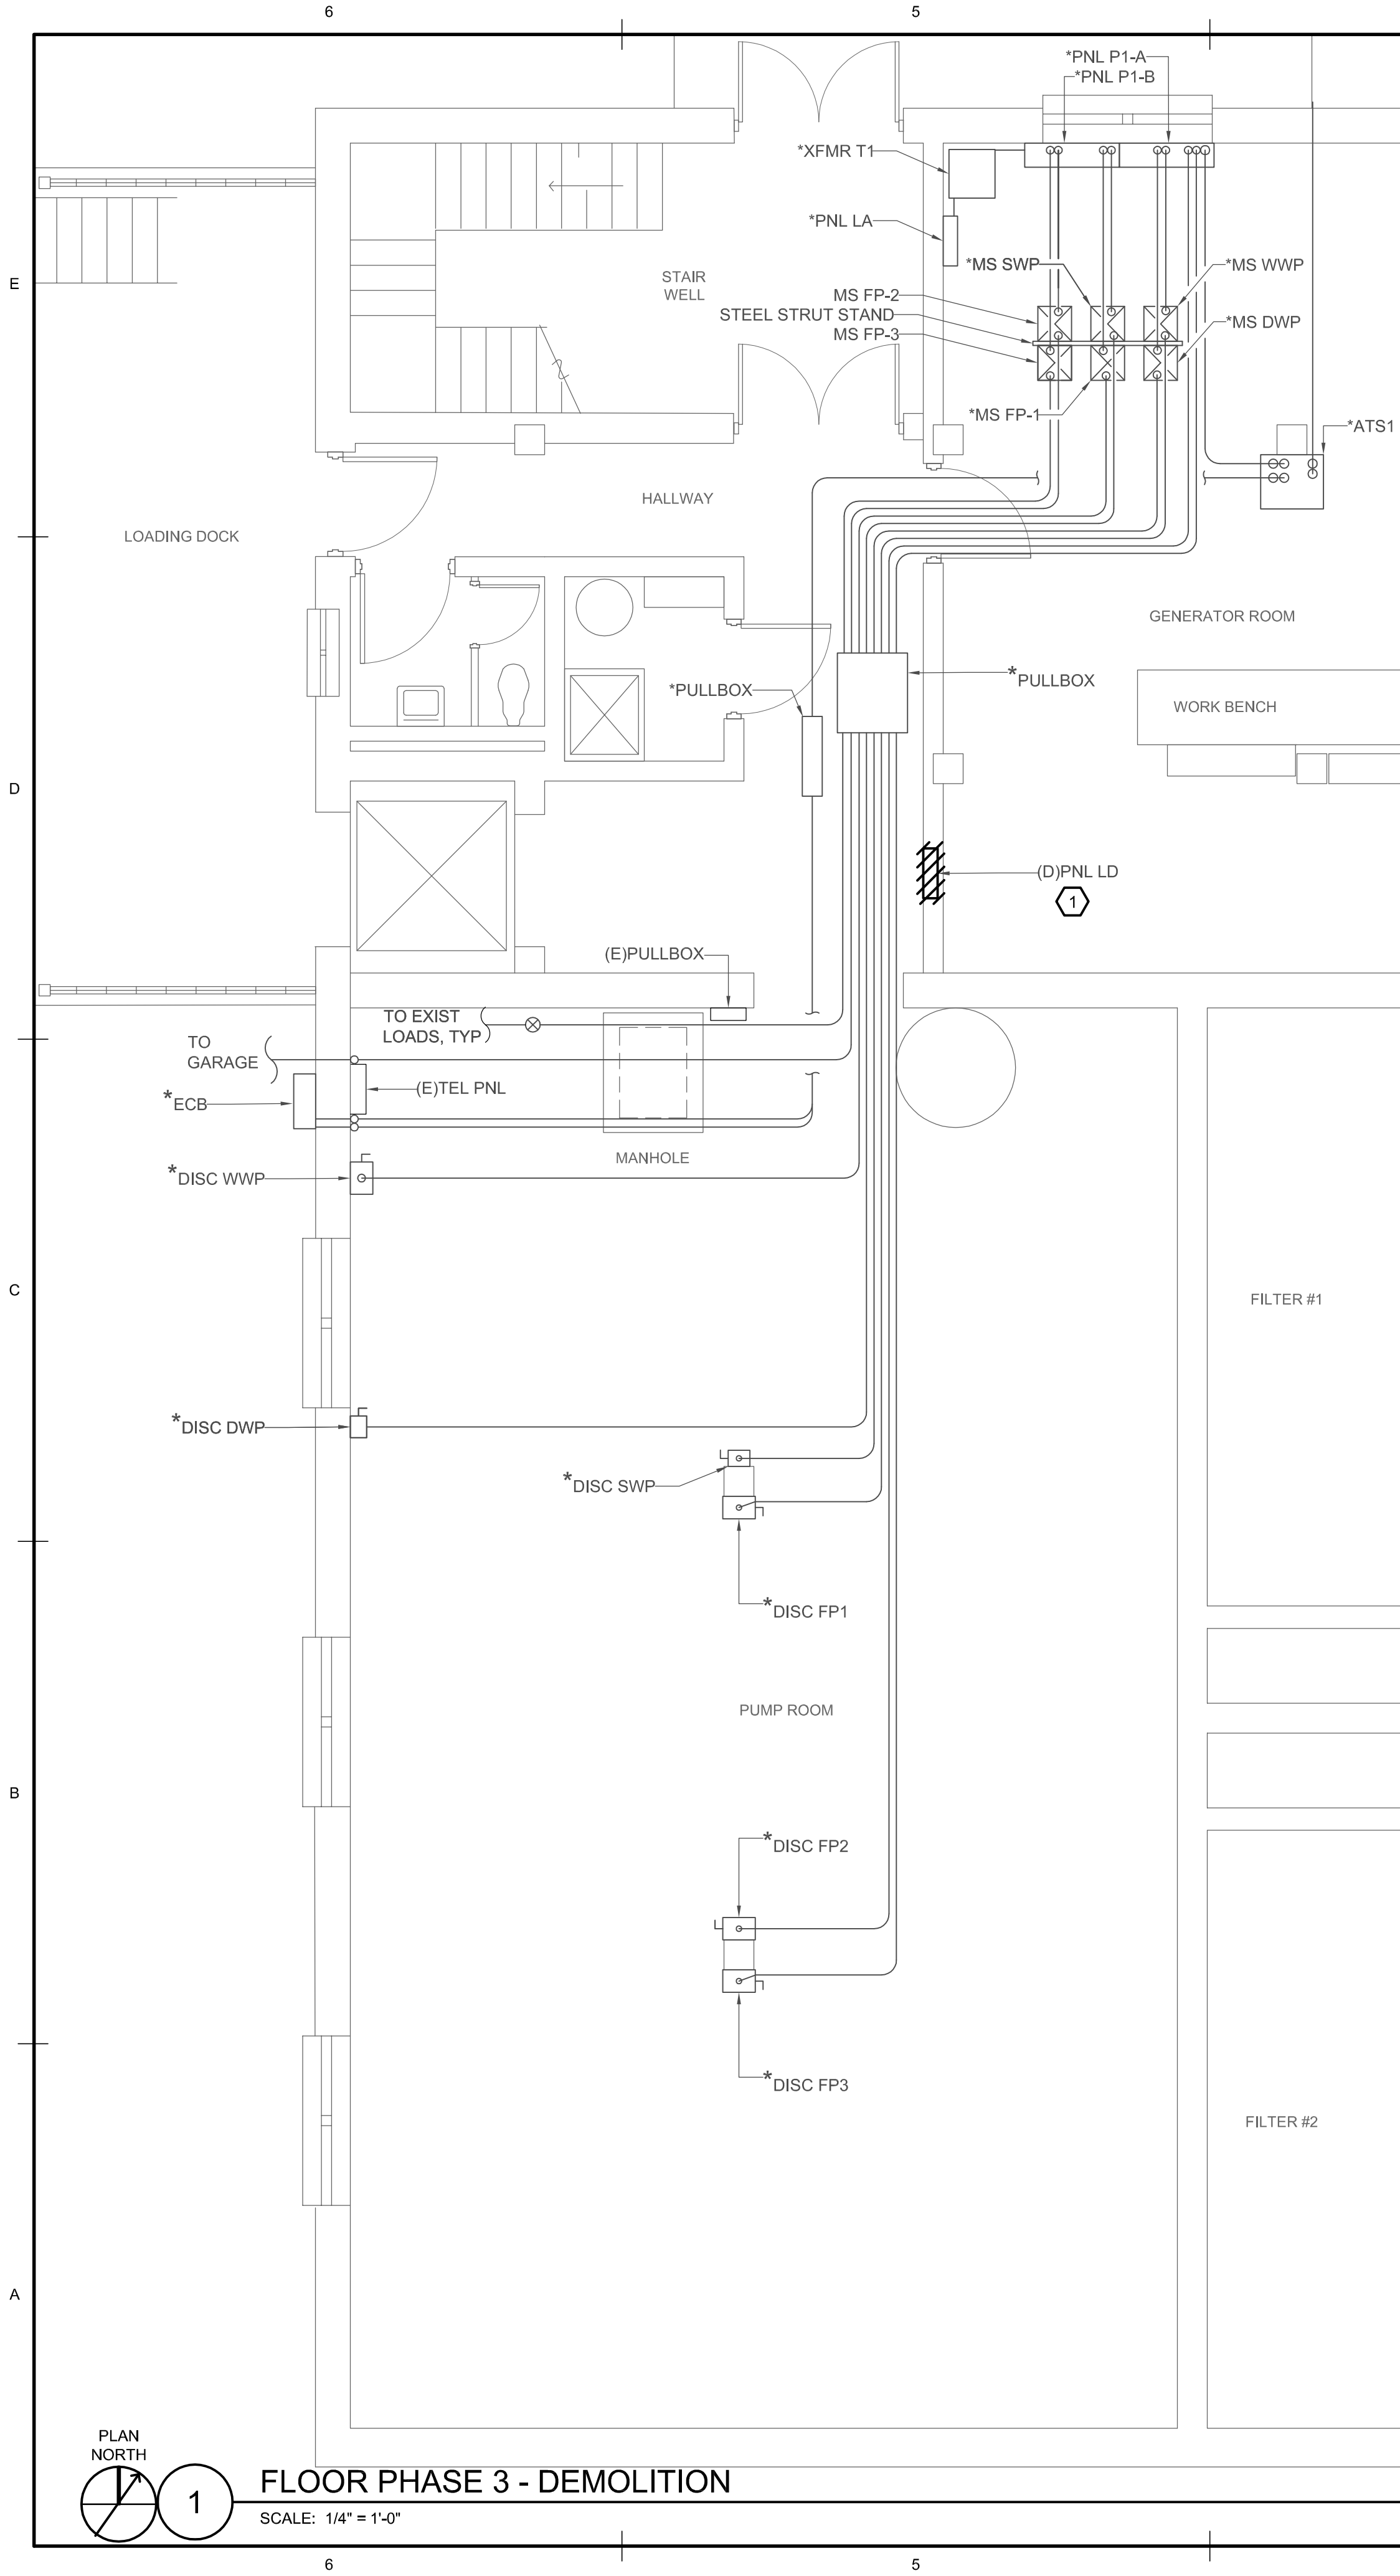 6
5
*PNL P1-A
*PNL P1-B
*XFMR T1
*PNL LA
*MS SWP
*MS WWP
STAIR
WELL
MS FP-2
STEEL STRUT STAND
MS FP-3
*MS DWP
*MS FP-1
*ATS1
E
HALLWAY
LOADING DOCK
GENERATOR ROOM
*PULLBOX
*PULLBOX
WORK BENCH
D
(D)PNL LD
1
(E)PULLBOX
TO EXIST
LOADS, TYP
TO
GARAGE
(E)TEL PNL
*ECB
MANHOLE
*DISC WWP
C
FILTER #1
*DISC DWP
*DISC SWP
*DISC FP1
PUMP ROOM
B
*DISC FP2
*DISC FP3
FILTER #2
A
PLAN
NORTH
1
FLOOR PHASE 3 - DEMOLITION
SCALE: 1/4" = 1'-0"
6
5